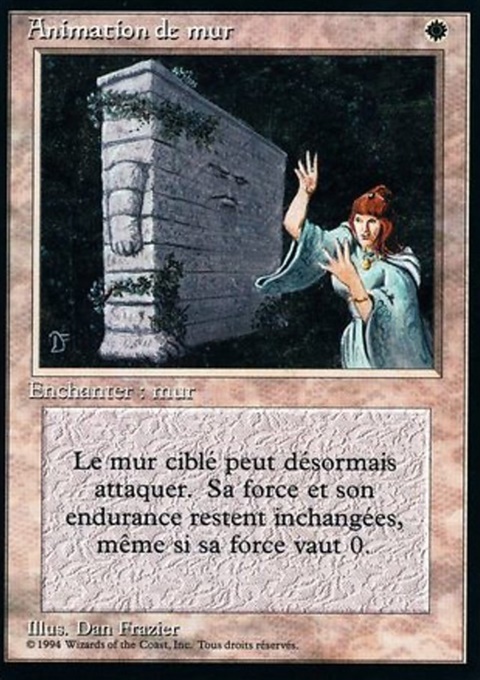 Animation de mur
Enchanter : mur
Le mur ciblé peut désormais
attaquer. Sa force et son
endurance restent inchangées,
même si sa force vaut 0.
Illus. Dan Frazier
© 1994 Wizards of the Coast, Inc. Tous droits réservés.